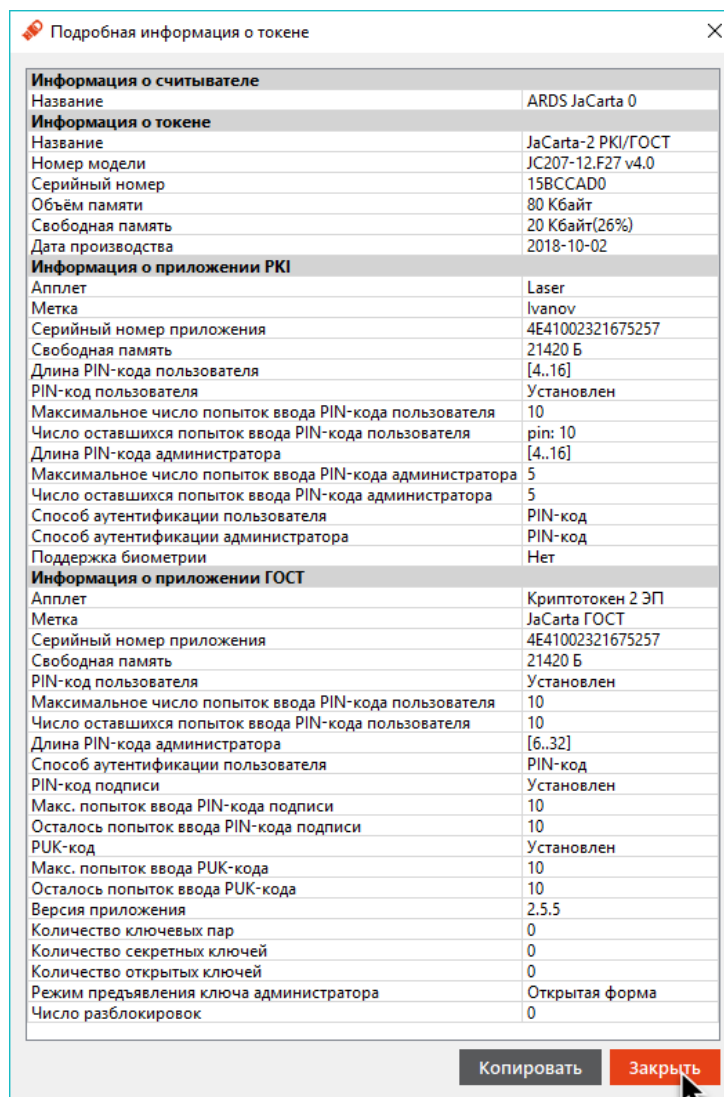 Подробная информация о токене
Информация о считывателе
Название ARDS JaCarta 0
Информация о токене
Название JaCarta-2 PKI/ГОСТ
Номер модели JC207-12.F27 v4.0
Серийный номер 15BCCAD0
Объём памяти 80 Кбайт
Свободная память 20 Кбайт(26%)
Дата производства 2018-10-02
Информация о приложении PKI
Апплет Laser
Метка Ivanov
Серийный номер приложения 4E41002321675257
Свободная память 21420 Б
Длина PIN-кода пользователя [4..16]
PIN-код пользователя Установлен
Максимальное число попыток ввода PIN-кода пользователя 10
Число оставшихся попыток ввода PIN-кода пользователя pin: 10
Длина PIN-кода администратора [4..16]
Максимальное число попыток ввода PIN-кода администратора 5
Число оставшихся попыток ввода PIN-кода администратора 5
Способ аутентификации пользователя PIN-код
Способ аутентификации администратора PIN-код
Поддержка биометрии Нет
Информация о приложении ГОСТ
Апплет Криптотокен 2 ЭП
Метка JaCarta ГОСТ
Серийный номер приложения 4E41002321675257
Свободная память 21420 Б
PIN-код пользователя Установлен
Максимальное число попыток ввода PIN-кода пользователя 10
Число оставшихся попыток ввода PIN-кода пользователя 10
Длина PIN-кода администратора [6..32]
Способ аутентификации пользователя PIN-код
PIN-код подписи Установлен
Макс. попыток ввода PIN-кода подписи 10
Осталось попыток ввода PIN-кода подписи 10
PUK-код Установлен
Макс. попыток ввода PUK-кода 10
Осталось попыток ввода PUK-кода 10
Версия приложения 2.5.5
Количество ключевых пар 0
Количество секретных ключей 0
Количество открытых ключей 0
Режим предъявления ключа администратора Открытая форма
Число разблокировок 0
Копировать Закрыть